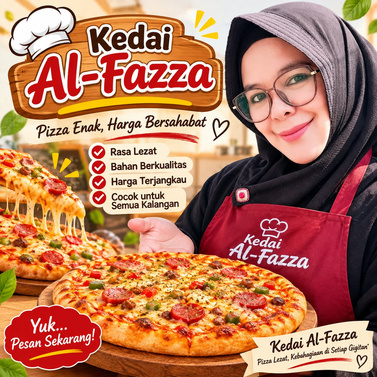 Kedai
Al-Fazza
Pizza Enak, Harga Bersahabat
Rasa Lezat
Bahan Berkualitas
Harga Terjangkau
Cocok untuk
Semua Kalangan
Kedai
Al-Fazza
Yuk...
Pesan Sekarang!
Kedai Al-Fazza
Pizza Lezat, Kebahagiaan di Setiap Gigitan"